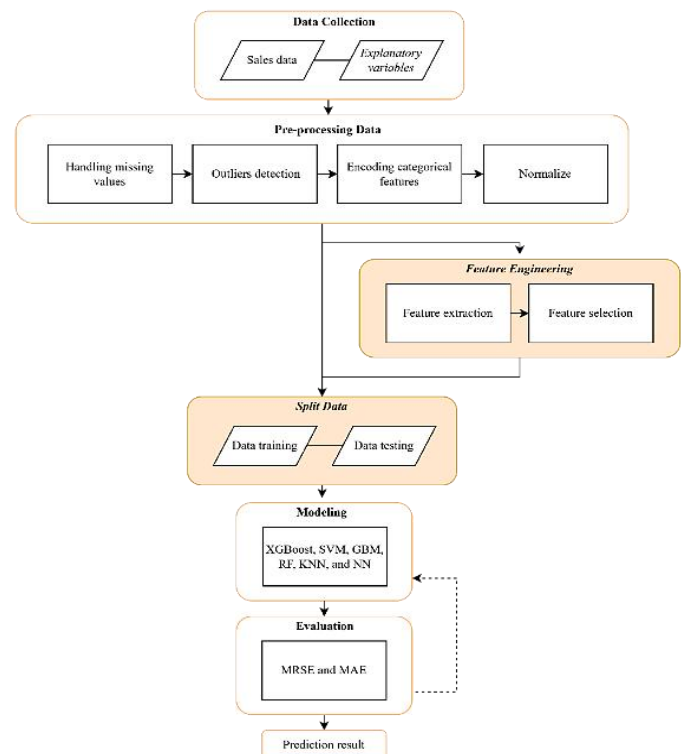 Data Collection
Sales data
Explanatory
variables
Pre-processing Data
Handling missing
values
Outliers detection
Encoding categorical
features
Normalize
Feature Engineering
Feature extraction
Feature selection
Split Data
Data training
Data testing
Modeling
XGBoost, SVM, GBM,
RF, KNN, and NN
Evaluation
MRSE and MAE
Prediction result